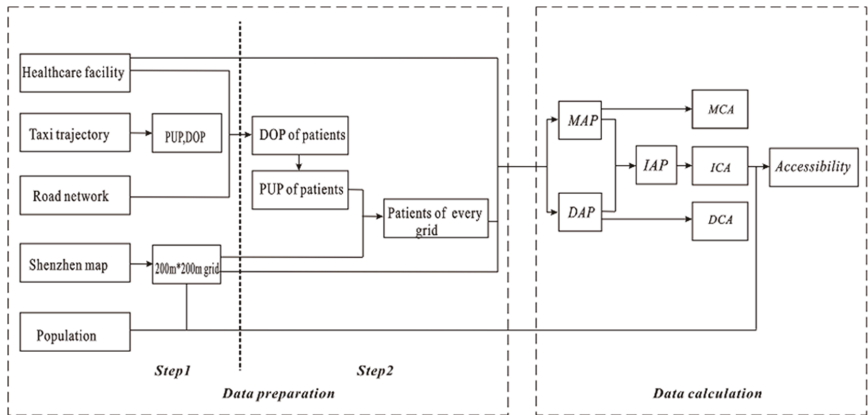 Healthcare facility
Taxi trajectory
PUP,DOP
Road network
Shenzhen map
200m*200m grid
Population
DOP of patients
PUP of patients
Patients of every
grid
Step1
Step2
Data preparation
MAP
DAP
IAP
MCA
ICA
DCA
Accessibility
Data calculation